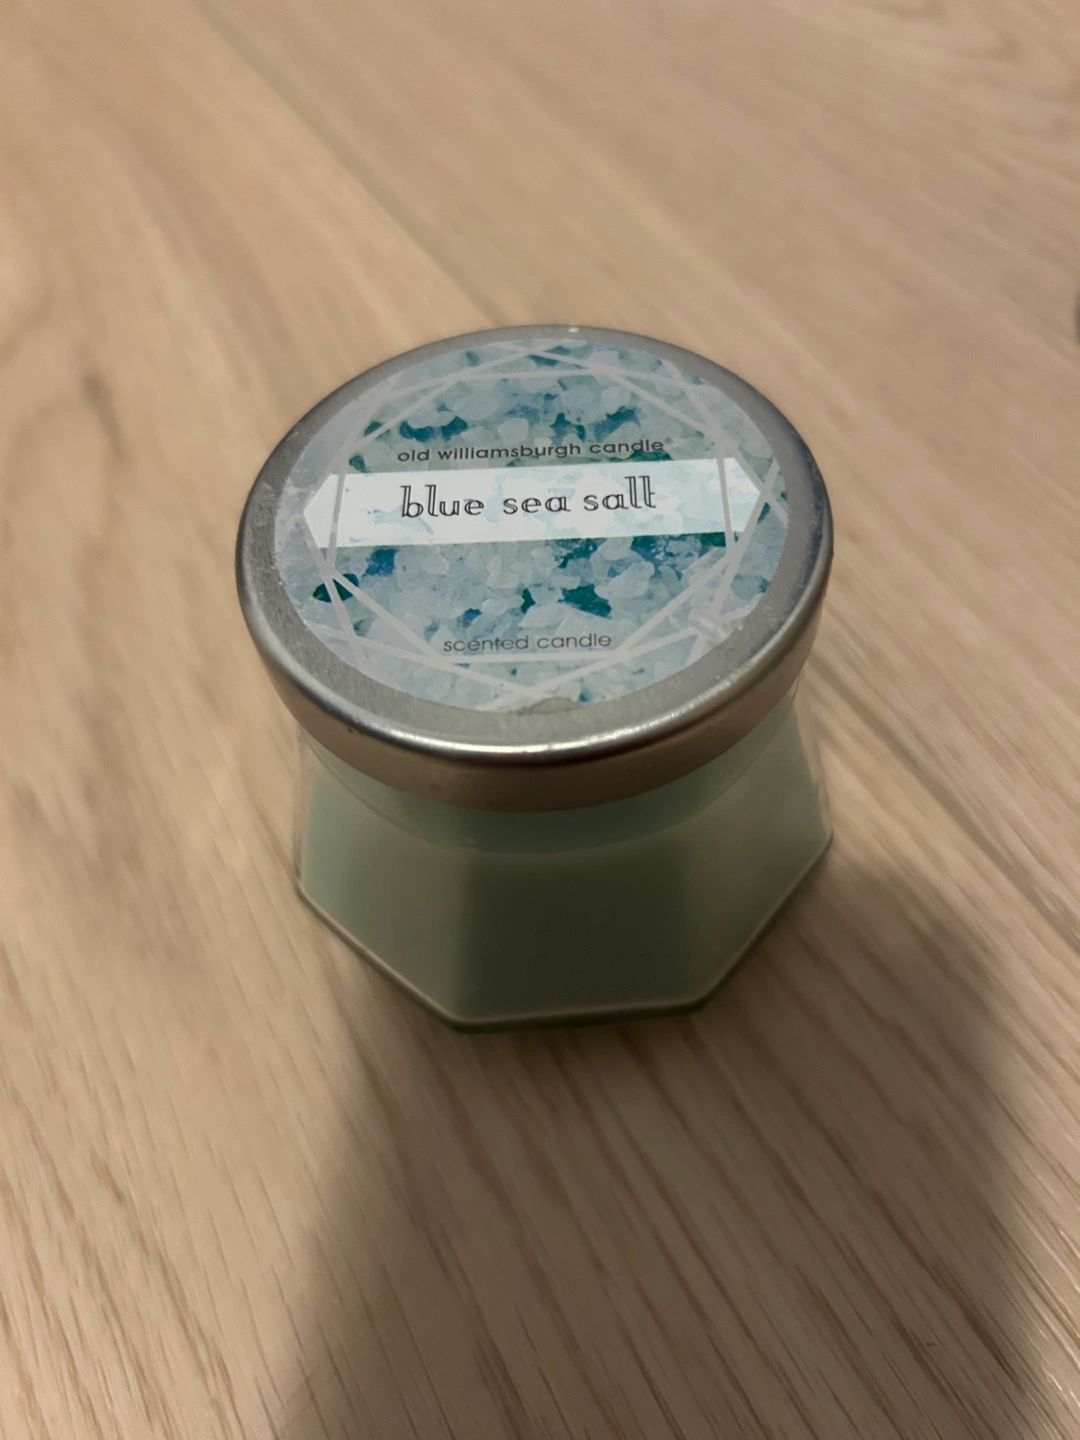 old williamsburgh candle®
blue sea salt
scented candle